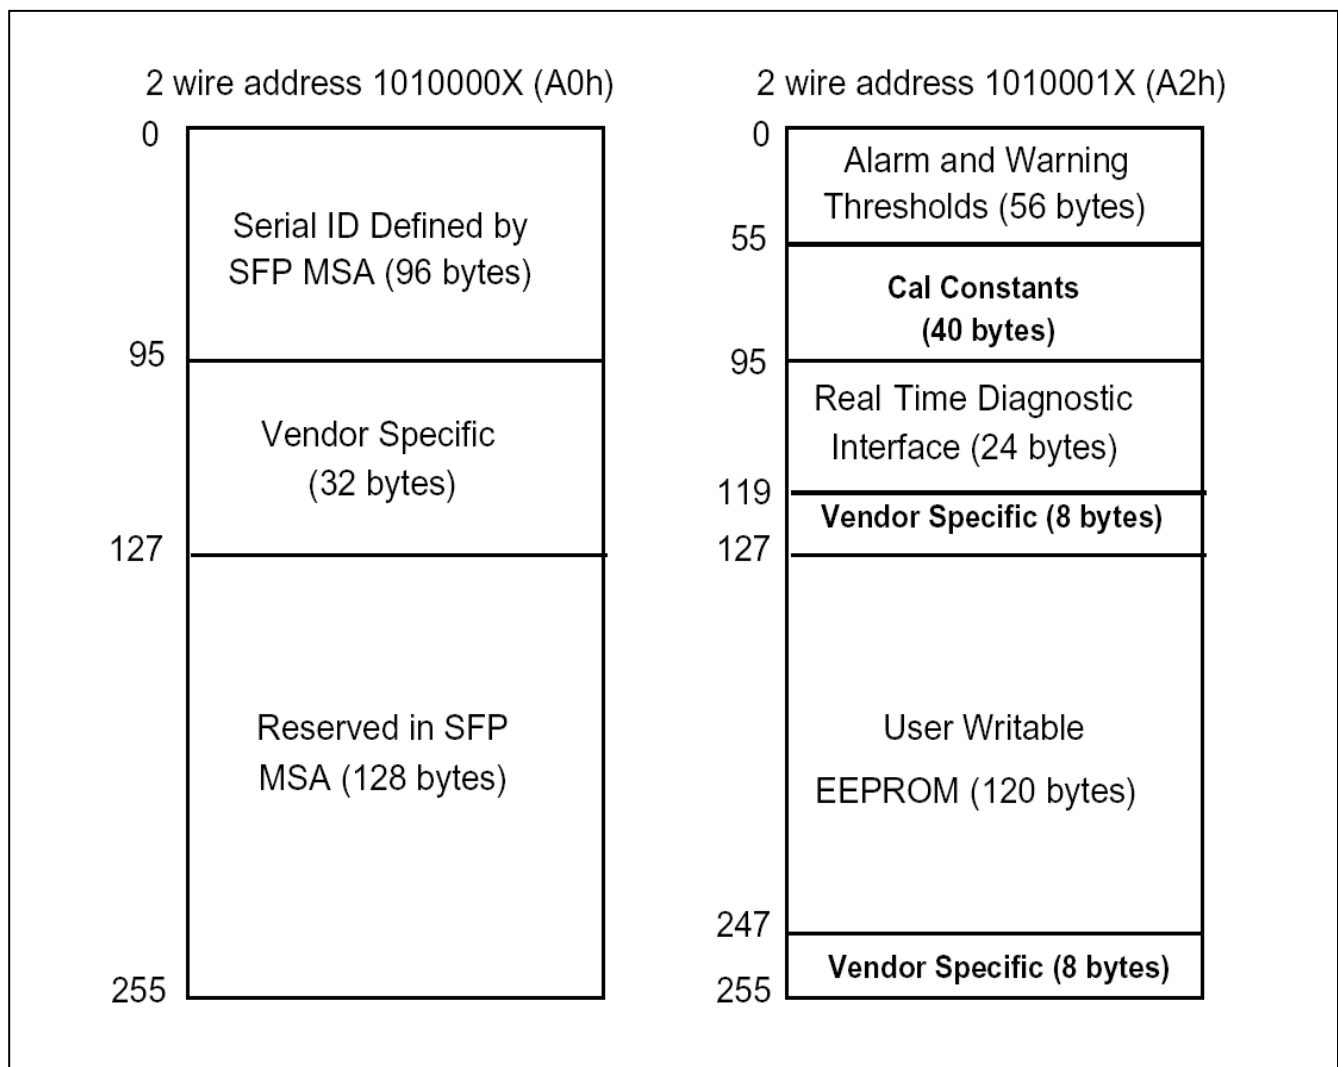 2 wire address 1010000X (A0h)
0
Serial ID Defined by
SFP MSA (96 bytes)
95
Vendor Specific
(32 bytes)
127
Reserved in SFP
MSA (128 bytes)
255
2 wire address 1010001X (A2h)
0
Alarm and Warning
Thresholds (56 bytes)
55
Cal Constants
(40 bytes)
95
Real Time Diagnostic
Interface (24 bytes)
119
Vendor Specific (8 bytes)
127
User Writable
EEPROM (120 bytes)
247
Vendor Specific (8 bytes)
255